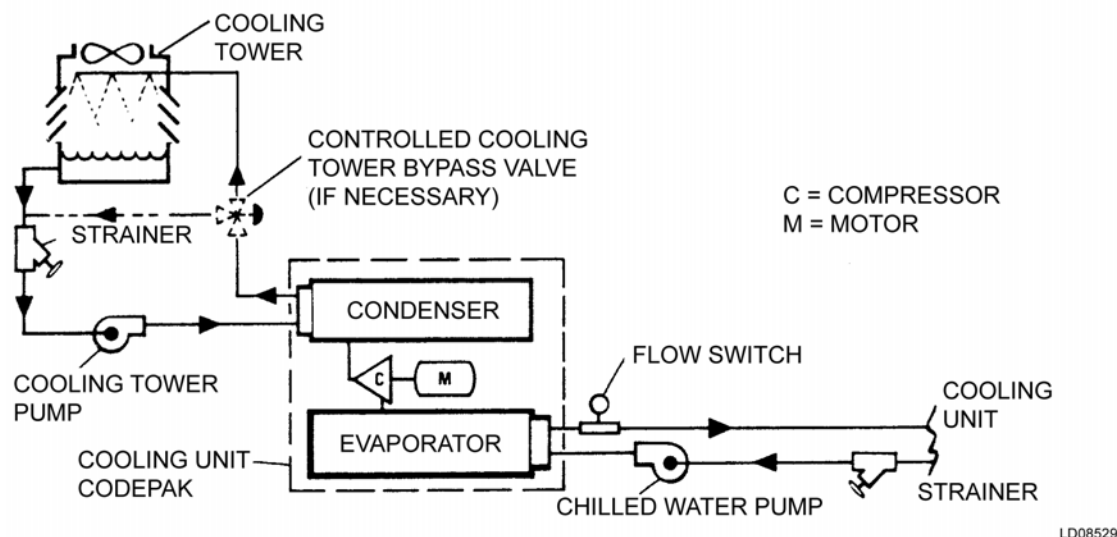 COOLING
TOWER
CONTROLLED COOLING
TOWER BYPASS VALVE
(IF NECESSARY)
C = COMPRESSOR
M = MOTOR
STRAINER
CONDENSER
COOLING TOWER
PUMP
C
M
FLOW SWITCH
COOLING
UNIT
EVAPORATOR
COOLING UNIT
CODEPAK
CHILLED WATER PUMP
STRAINER
LD08529